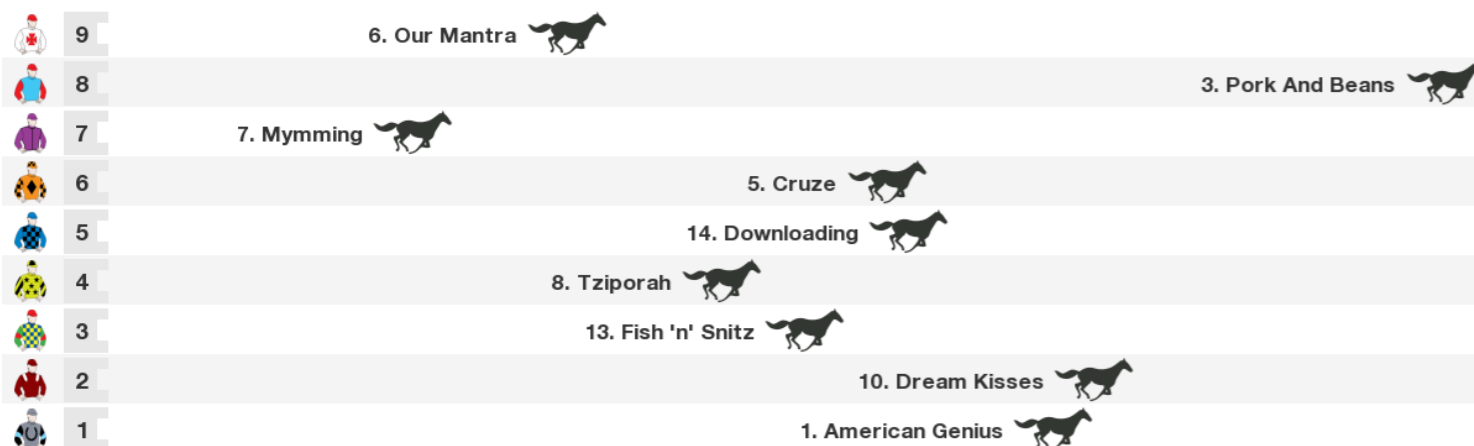 9 6. Our Mantra
8 3. Pork And Beans
7 7. Mymming
6 5. Cruze
5 14. Downloading
4 8. Tziporah
3 13. Fish 'n' Snitz
2 10. Dream Kisses
1 1. American Genius